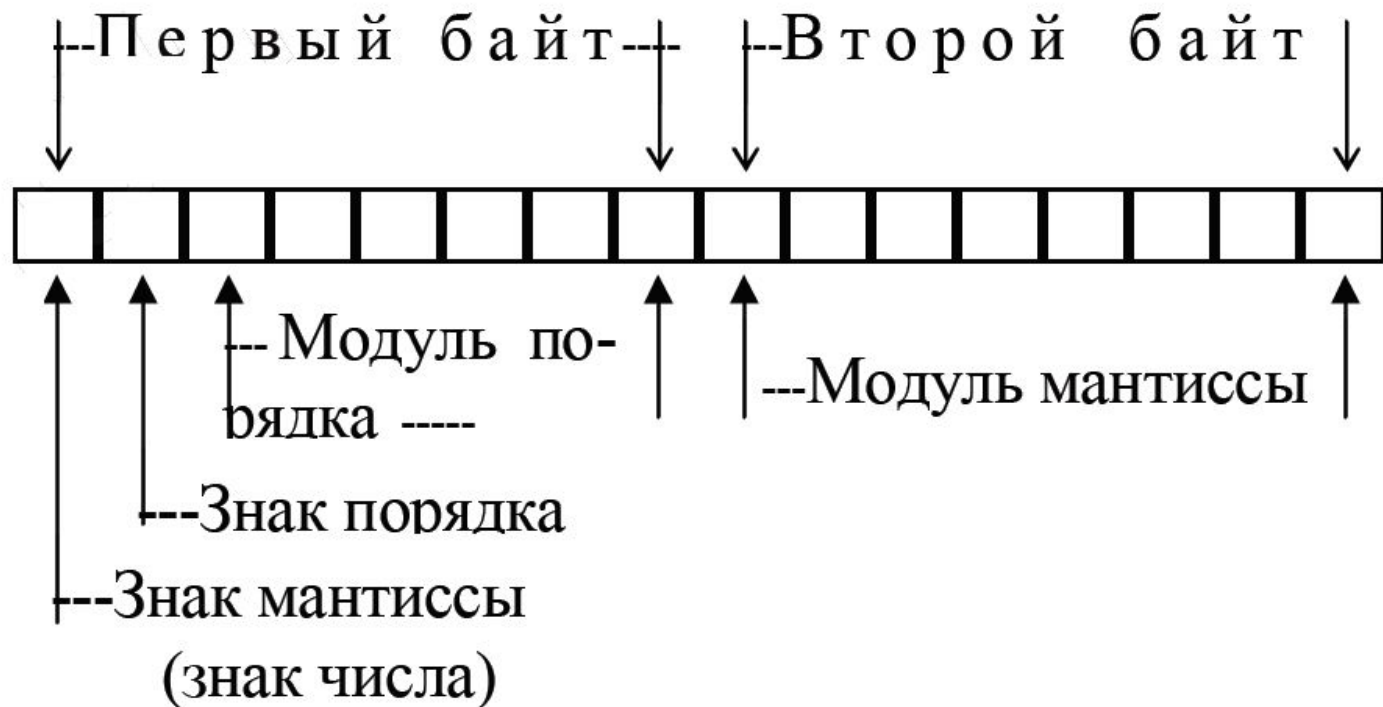 ---Первый байт---- ---Второй байт
--- Модуль по-
рядка -----
---Модуль мантиссы
---Знак порядка
---Знак мантиссы
(знак числа)